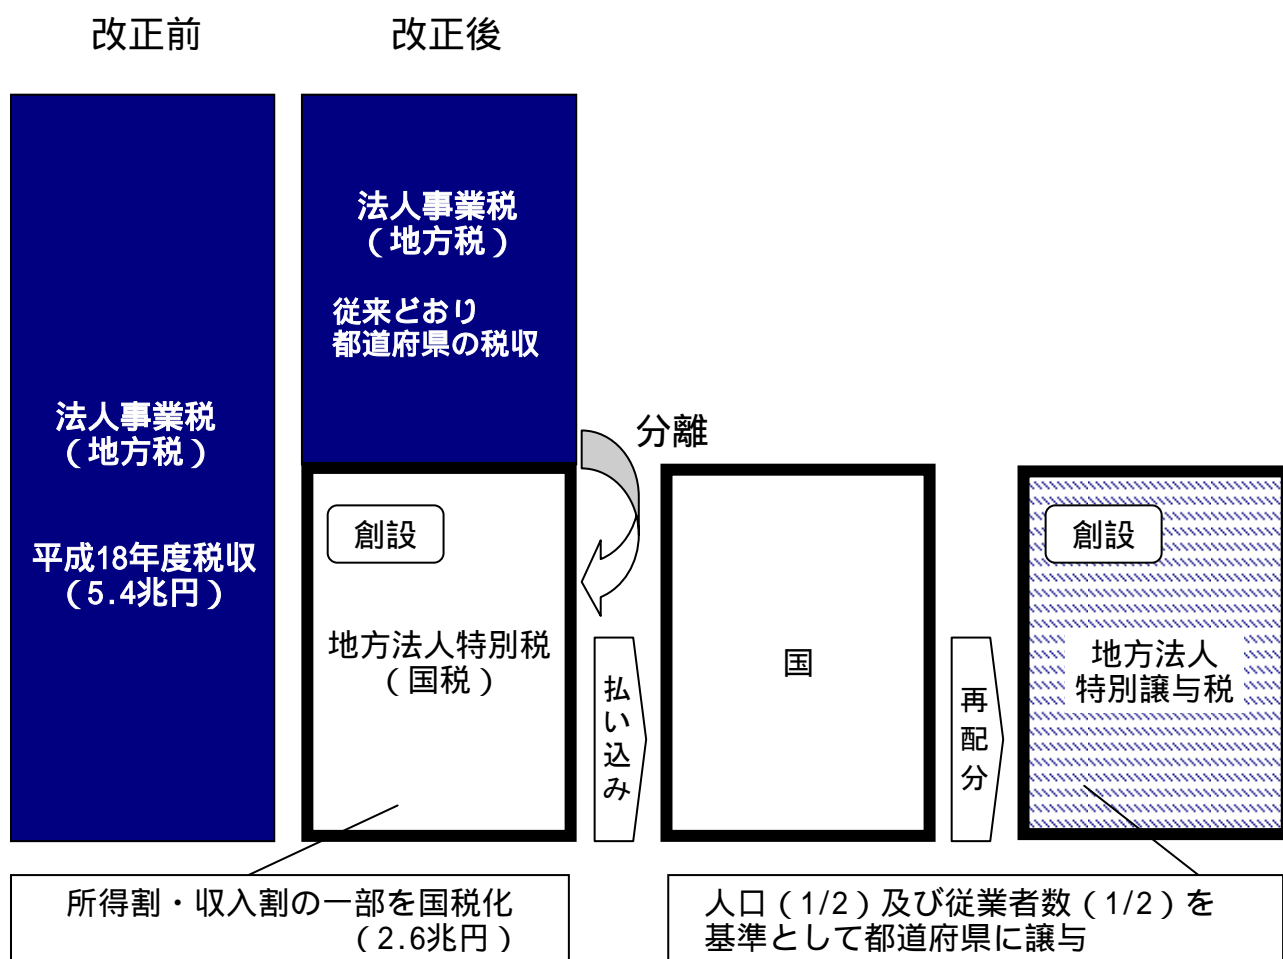 改正前
改正後
法人事業税
（地方税）
平成18年度税収
（5.4兆円）
法人事業税
（地方税）
従来どおり
都道府県の税収
分離
創設
地方法人特別税
（国税）
払い込み
国
再配分
創設
地方法人
特別譲与税
所得割・収入割の一部を国税化
（2.6兆円）
人口（1/2）及び従業者数（1/2）を
基準として都道府県に譲与